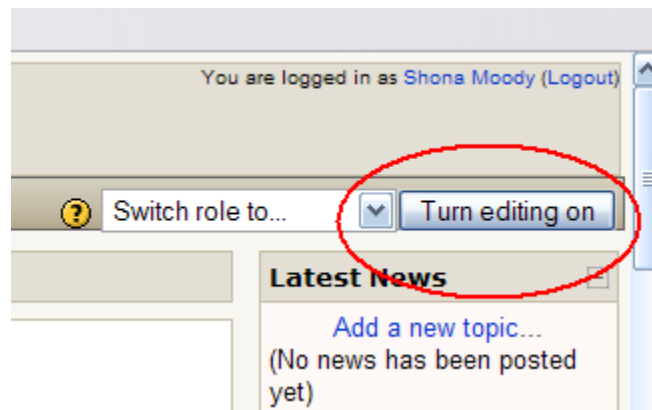 You are logged in as Shona Moody (Logout)
? Switch role to... Turn editing on
Latest News
Add a new topic...
(No news has been posted
yet)